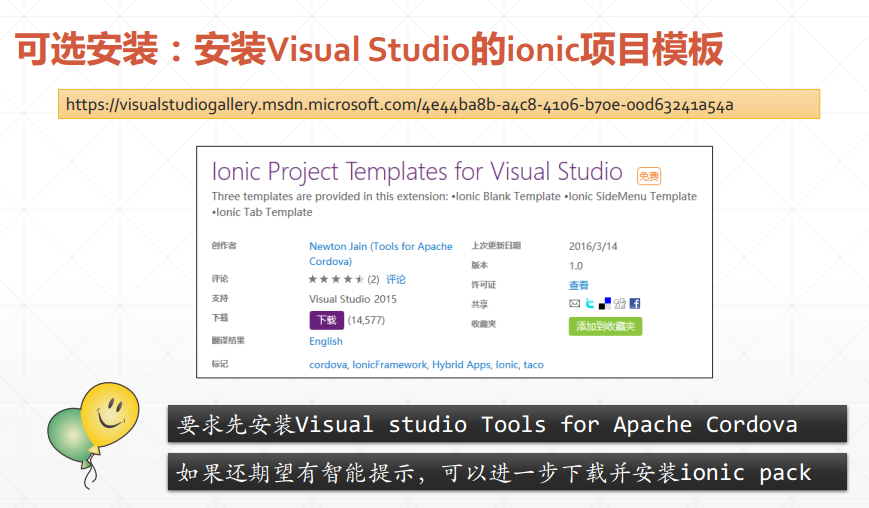 可选安装：安装Visual Studio的ionic项目模板
https://visualstudiogallery.msdn.microsoft.com/4e44ba8b-a4c8-4106-b70e-00d63241a54a
Ionic Project Templates for Visual Studio 免费
Three templates are provided in this extension: •Ionic Blank Template •Ionic SideMenu Template
•Ionic Tab Template
创作者 Newton Jain (Tools for Apache
Cordova)
评论 (2) 评论
支持 Visual Studio 2015
下载 下载 (14,577)
翻译结果 English
标记 cordova, IonicFramework, Hybrid Apps, Ionic, taco
上次更新日期 2016/3/14
版本 1.0
许可证 查看
共享
收藏夹 添加到收藏夹
要求先安装Visual studio Tools for Apache Cordova
如果还期望有智能提示，可以进一步下载并安装ionic pack